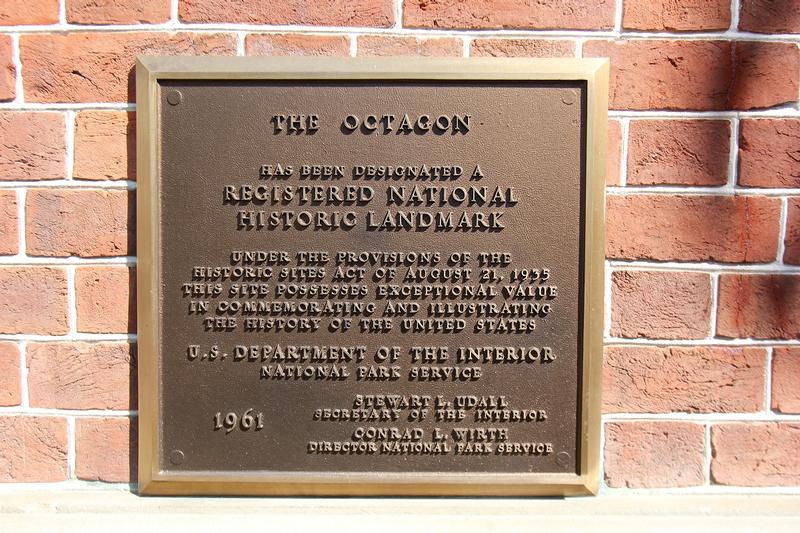 THE OCTAGON
HAS BEEN DESIGNATED A
REGISTERED NATIONAL
HISTORIC LANDMARK
UNDER THE PROVISIONS OF THE
HISTORIC SITES ACT OF AUGUST 21, 1935
THIS SITE POSSESSES EXCEPTIONAL VALUE
IN COMMEMORATING AND ILLUSTRATING
THE HISTORY OF THE UNITED STATES
U.S. DEPARTMENT OF THE INTERIOR
NATIONAL PARK SERVICE
STEWART L. UDALL
SECRETARY OF THE INTERIOR
1961
CONRAD L. WIRTH
DIRECTOR NATIONAL PARK SERVICE